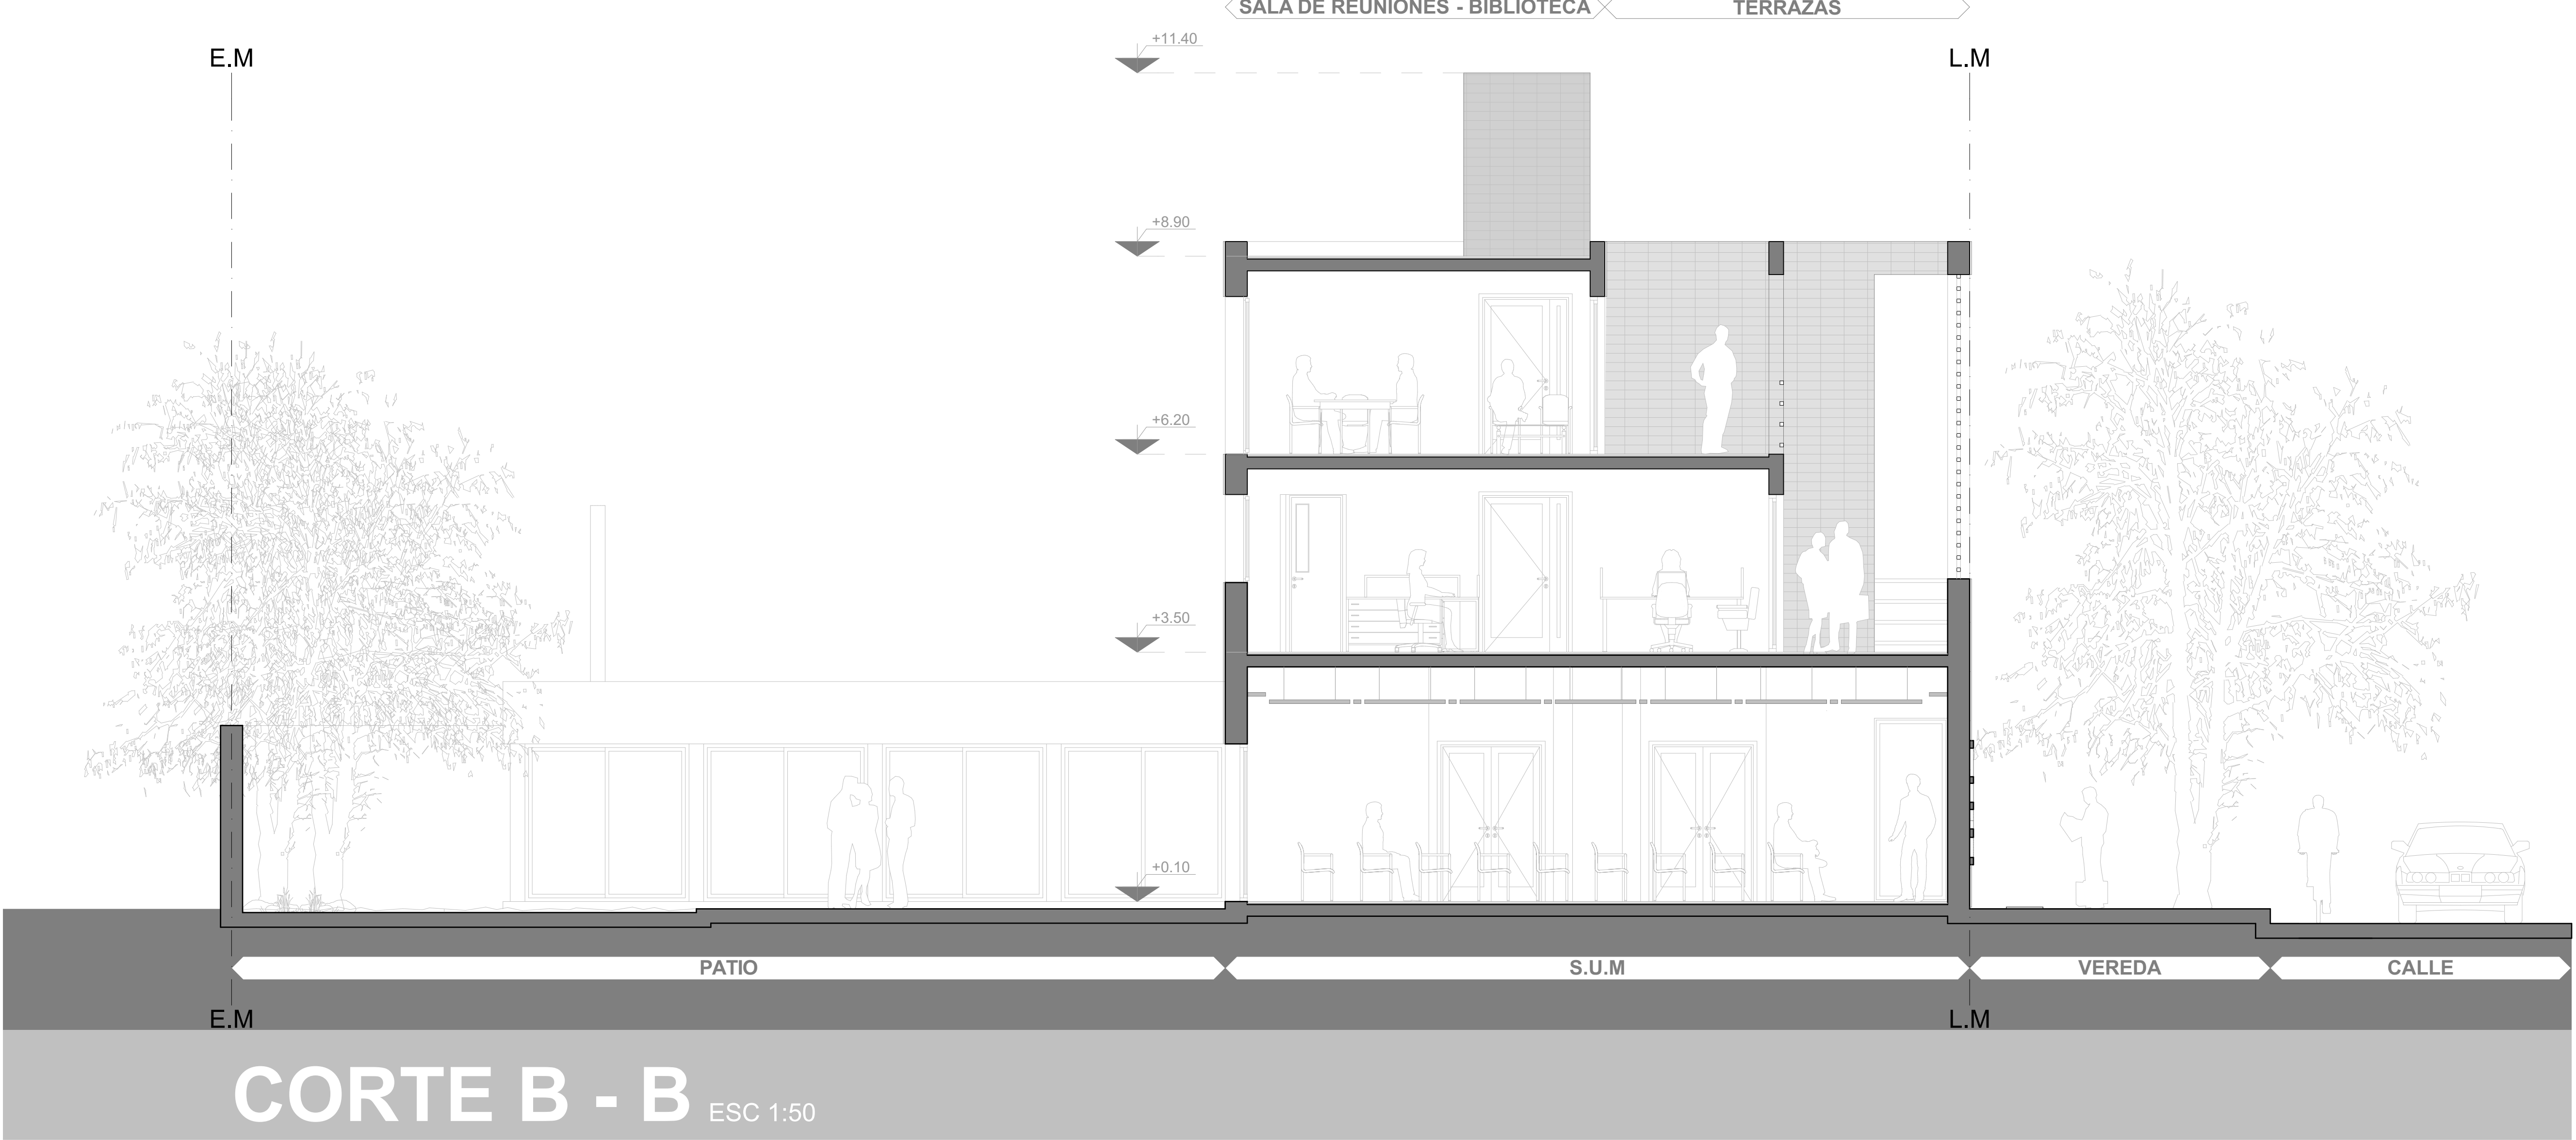 SALA DE REUNIONES - BIBLIOTECA
TERRAZAS
E.M
L.M
+11.40
+8.90
+6.20
+3.50
+0.10
PATIO
S.U.M
VEREDA
CALLE
E.M
L.M
CORTE B - B ESC 1:50